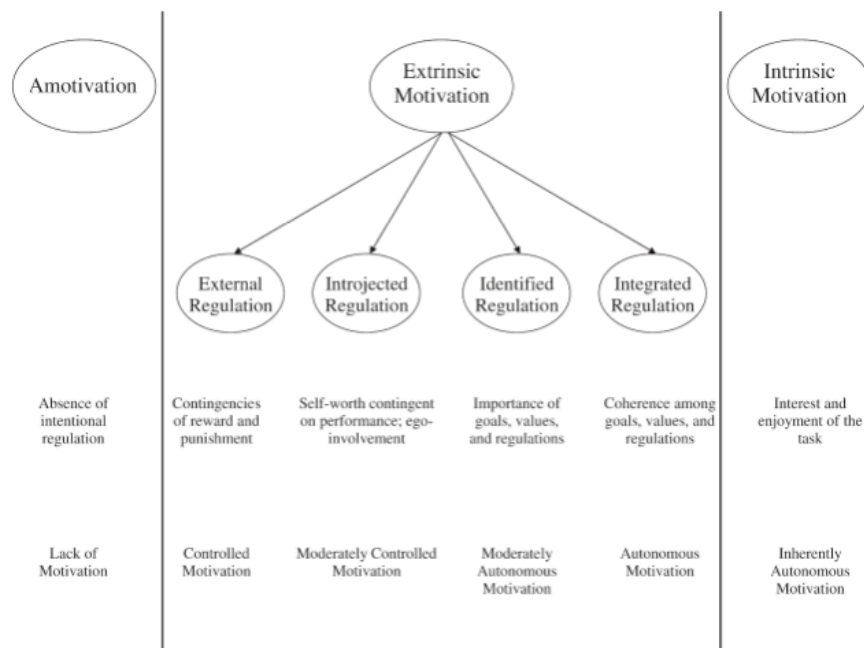 Amotivation
Extrinsic
Motivation
Intrinsic
Motivation
External
Regulation
Introjected
Regulation
Identified
Regulation
Integrated
Regulation
Absence of
intentional
regulation
Contingencies
of reward and
punishment
Self-worth contingent
on performance; ego-
involvement
Importance of
goals, values,
and regulations
Coherence among
goals, values, and
regulations
Interest and
enjoyment of the
task
Lack of
Motivation
Controlled
Motivation
Moderately Controlled
Motivation
Moderately
Autonomous
Motivation
Autonomous
Motivation
Inherently
Autonomous
Motivation